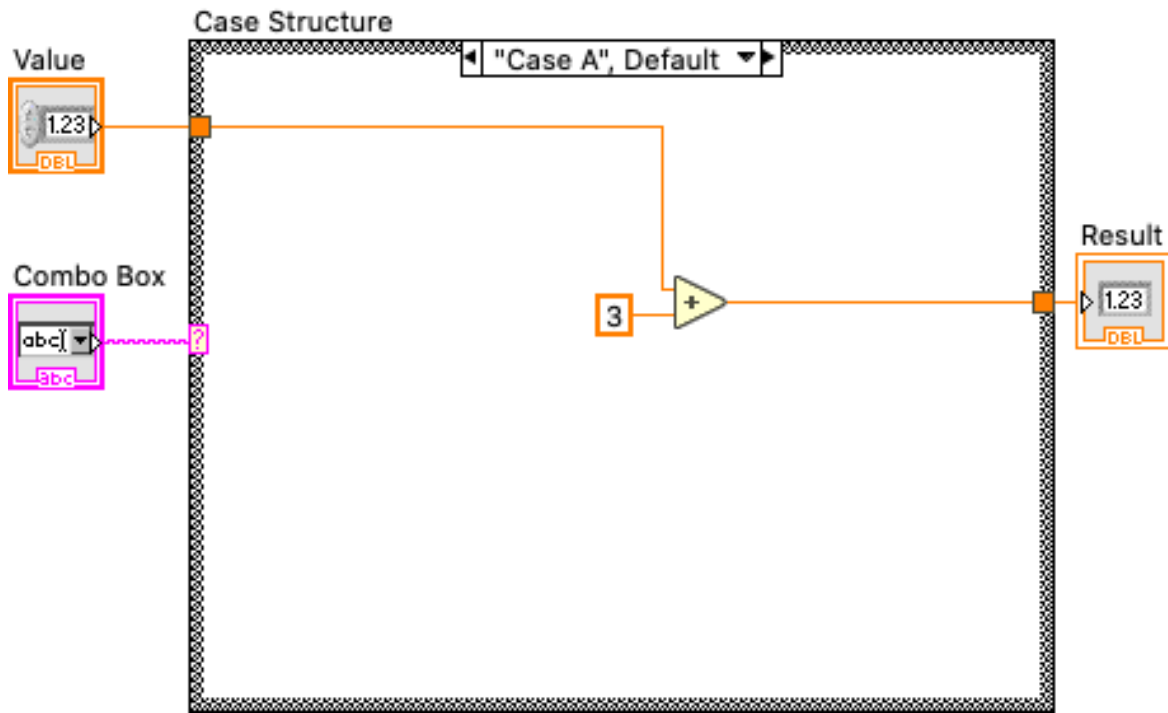 Case Structure
Value
"Case A", Default
1.23
DBL
Result
Combo Box
1.23
3
+
abc
?
DBL
abc